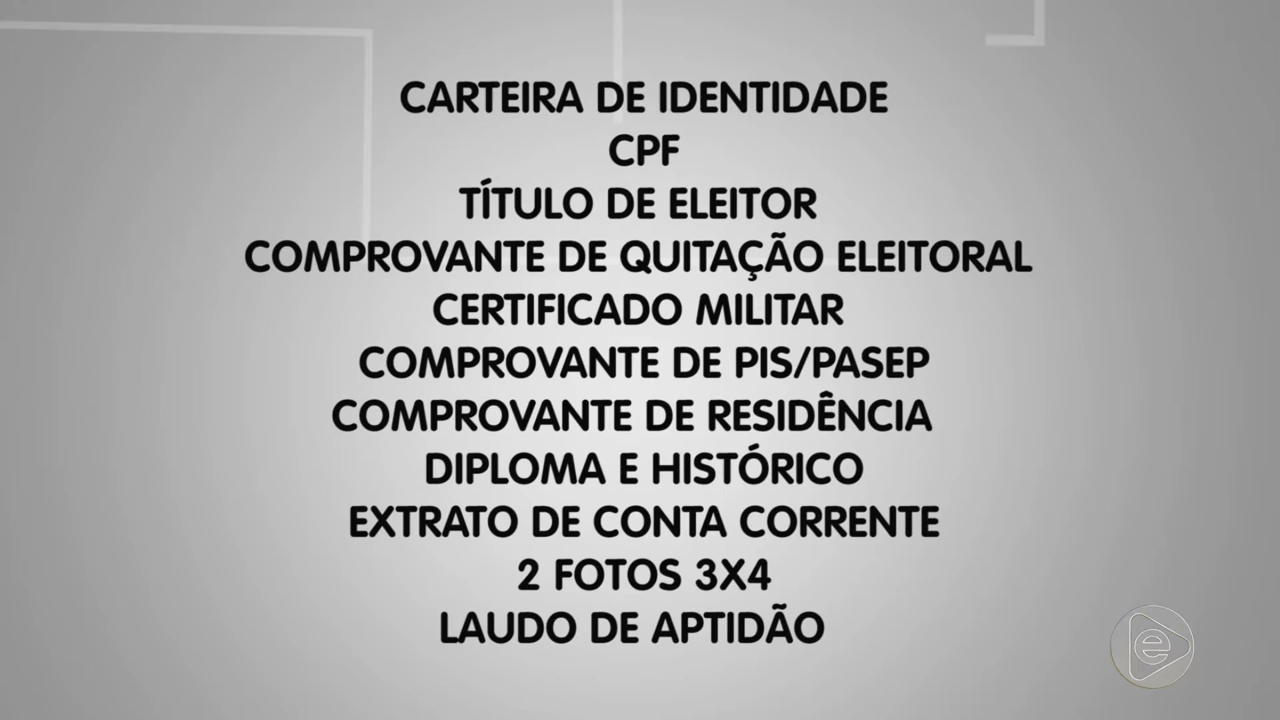 CARTEIRA DE IDENTIDADE
CPF
TÍTULO DE ELEITOR
COMPROVANTE DE QUITAÇÃO ELEITORAL
CERTIFICADO MILITAR
COMPROVANTE DE PIS/PASEP
COMPROVANTE DE RESIDÊNCIA
DIPLOMA E HISTÓRICO
EXTRATO DE CONTA CORRENTE
2 FOTOS 3X4
LAUDO DE APTIDÃO
e